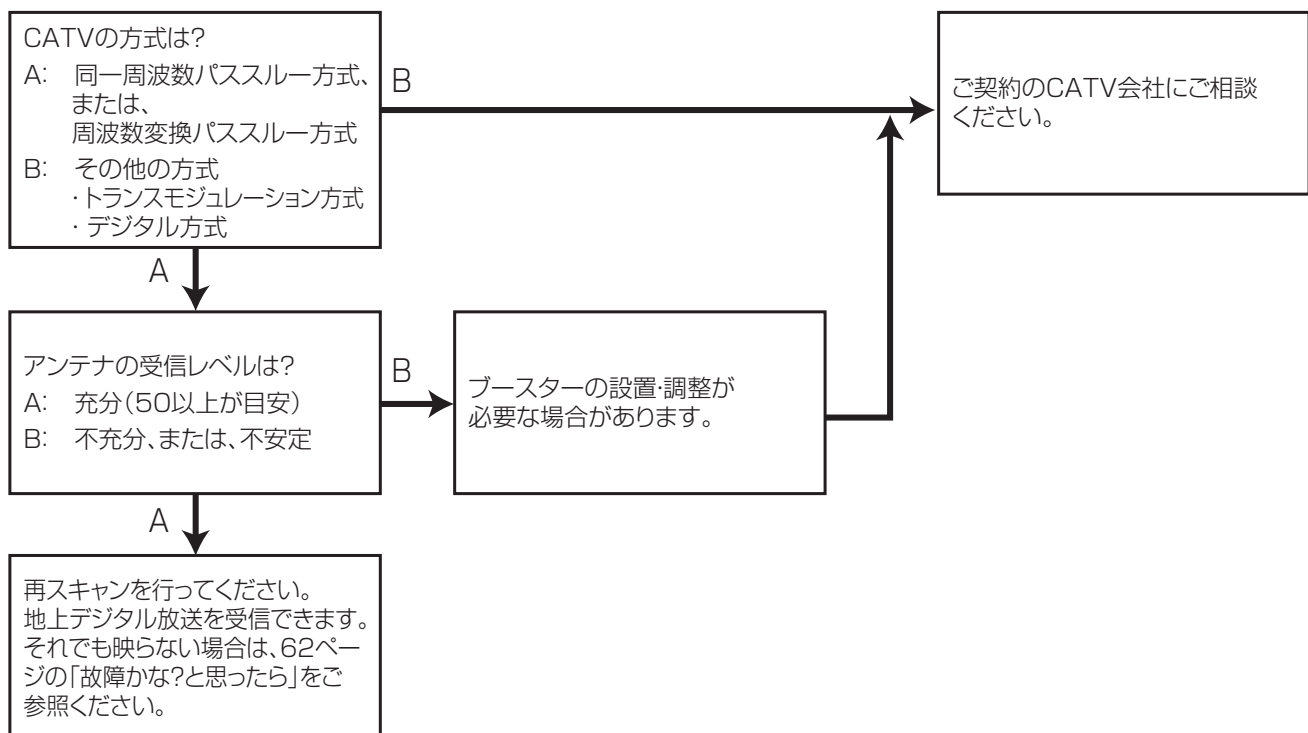 CATVの方式は?
A: 同一周波数パススルー方式、
または、
周波数変換パススルー方式
B: その他の方式
・トランスモジュレーション方式
・デジタル方式
B
ご契約のCATV会社にご相談
ください。
A
アンテナの受信レベルは?
A: 充分(50以上が目安)
B: 不充分、または、不安定
B
ブースターの設置・調整が
必要な場合があります。
A
再スキャンを行ってください。
地上デジタル放送を受信できます。
それでも映らない場合は、62ペー
ジの「故障かな?と思ったら」をご
参照ください。